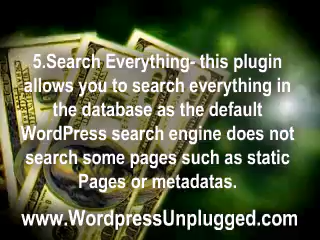 5.Search Everything- this plugin
allows you to search everything in
the database as the default
WordPress search engine does not
search some pages such as static
Pages or metadatas.
www.WordpressUnplugged.com